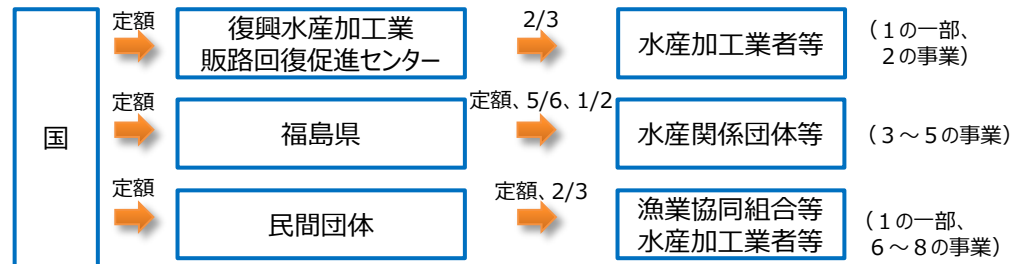 国
定額
復興水産加工業
販路回復促進センター
2/3
水産加工業者等
(1の一部、
2の事業)
定額
福島県
定額、5/6、1/2
水産関係団体等
(3~5の事業)
定額
民間団体
定額、2/3
漁業協同組合等
水産加工業者等
(1の一部、
6~8の事業)